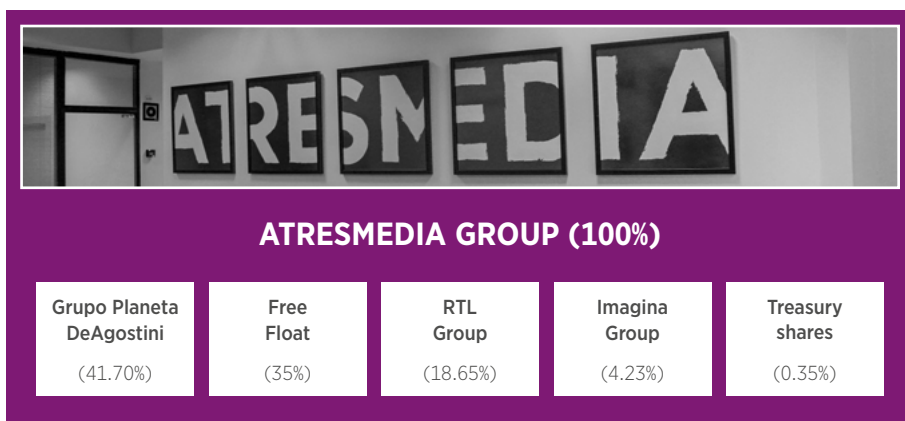 ATRESMEDIA
ATRESMEDIA GROUP (100%)
Grupo Planeta
DeAgostini
(41.70%)
Free
Float
(35%)
RTL
Group
(18.65%)
Imagina
Group
(4.23%)
Treasury
shares
(0.35%)